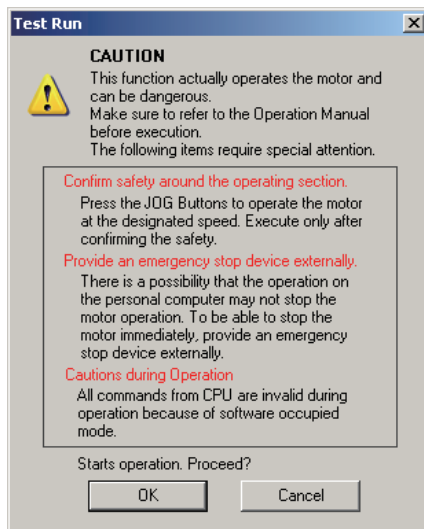 Test Run
CAUTION
This function actually operates the motor and
can be dangerous.
Make sure to refer to the Operation Manual
before execution.
The following items require special attention.
Confirm safety around the operating section.
Press the JOG Buttons to operate the motor
at the designated speed. Execute only after
confirming the safety.
Provide an emergency stop device externally.
There is a possibility that the operation on
the personal computer may not stop the
motor operation. To be able to stop the
motor immediately, provide an emergency
stop device externally.
Cautions during Operation
All commands from CPU are invalid during
operation because of software occupied
mode.
Starts operation. Proceed?
OK
Cancel